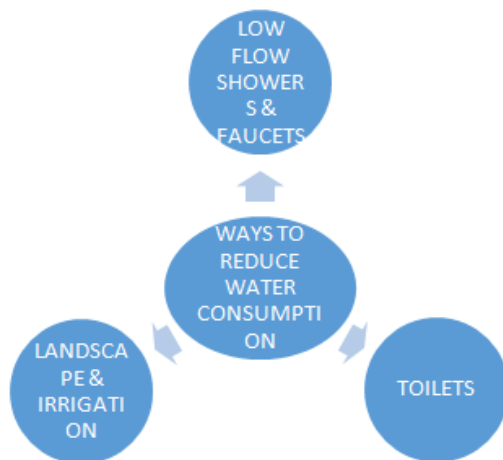 LOW
FLOW
SHOWER
S &
FAUCETS
WAYS TO
REDUCE
WATER
CONSUMPTI
ON
LANDSCA
PE &
IRRIGATI
ON
TOILETS